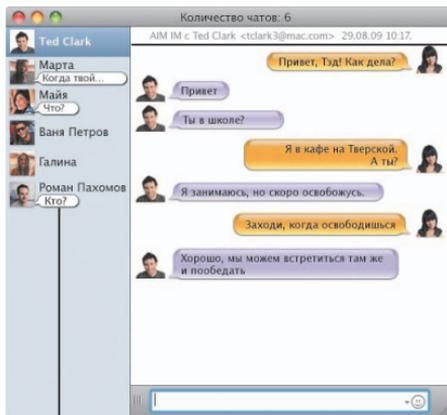 Количество чатов: 6
Ted Clark
Марта
Когда твой...
Майя
Что?
Ваня Петров
Галина
Роман Пахомов
Кто?
AIM IM с Ted Clark <tclark3@mac.com> 29.08.09 10:17.
Привет, Тэд! Как дела?
Привет
Ты в школе?
Я в кафе на Тверской.
А ты?
Я занимаюсь, но скоро освобожусь.
Заходи, когда освободишься
Хорошо, мы можем встретиться там же
и пообедать